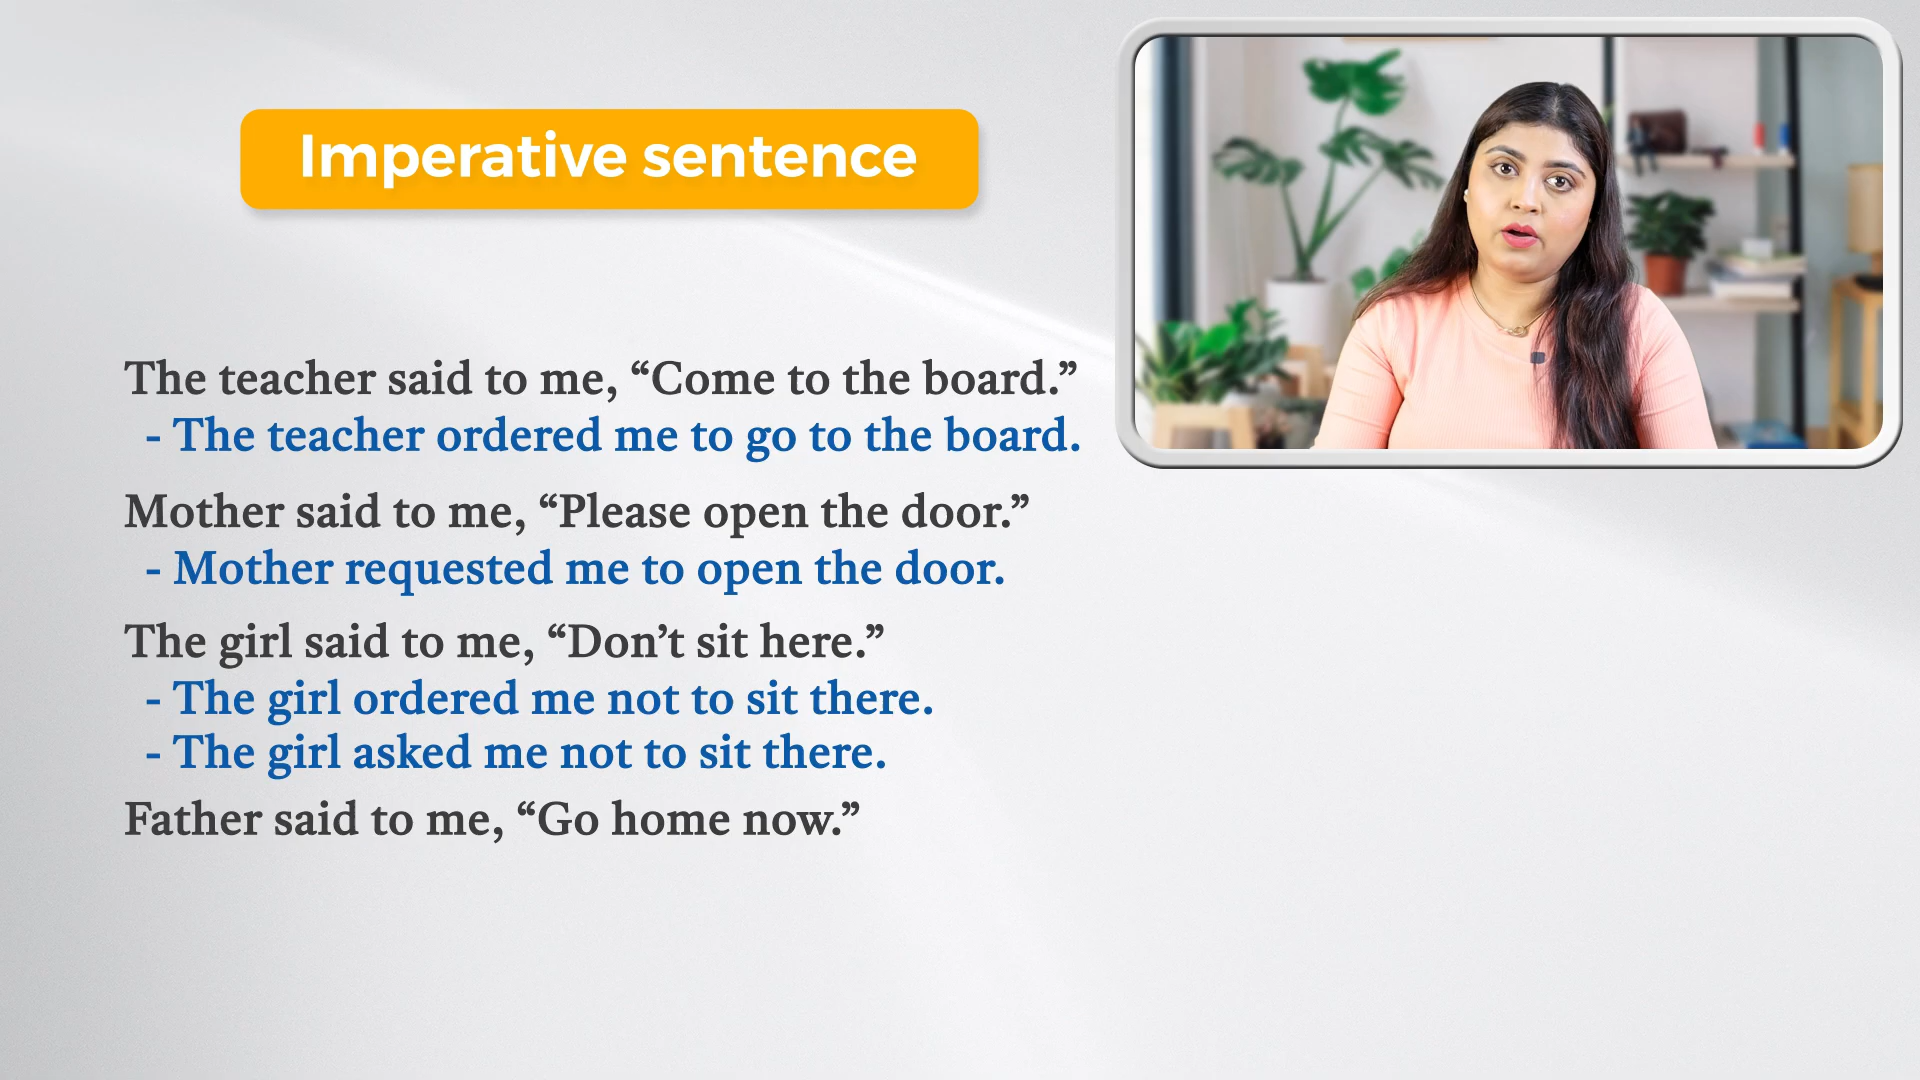 Imperative sentence
The teacher said to me, “Come to the board.”
- The teacher ordered me to go to the board.
Mother said to me, “Please open the door.”
- Mother requested me to open the door.
The girl said to me, “Don’t sit here.”
- The girl ordered me not to sit there.
- The girl asked me not to sit there.
Father said to me, “Go home now.”